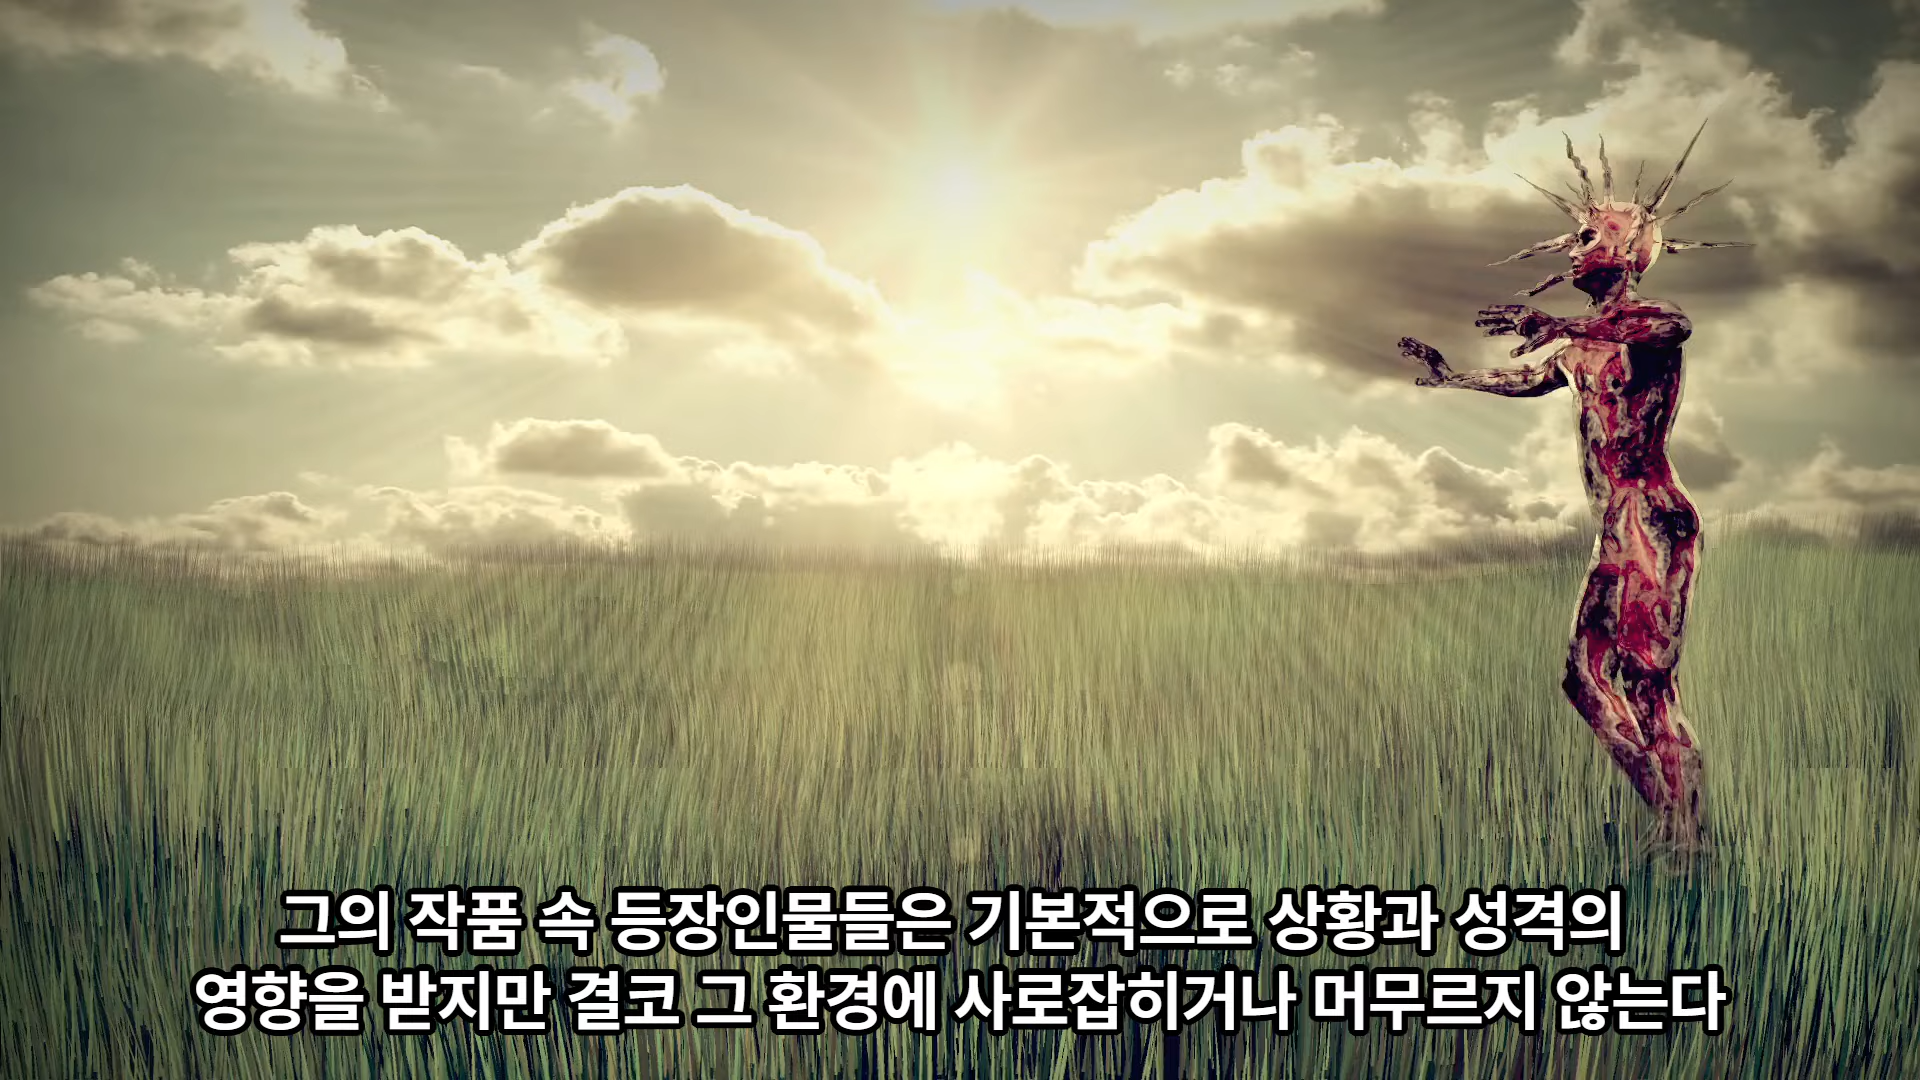 그의 작품 속 등장인물들은 기본적으로 상황과 성격의
영향을 받지만 결코 그 환경에 사로잡히거나 머무르지 않는다